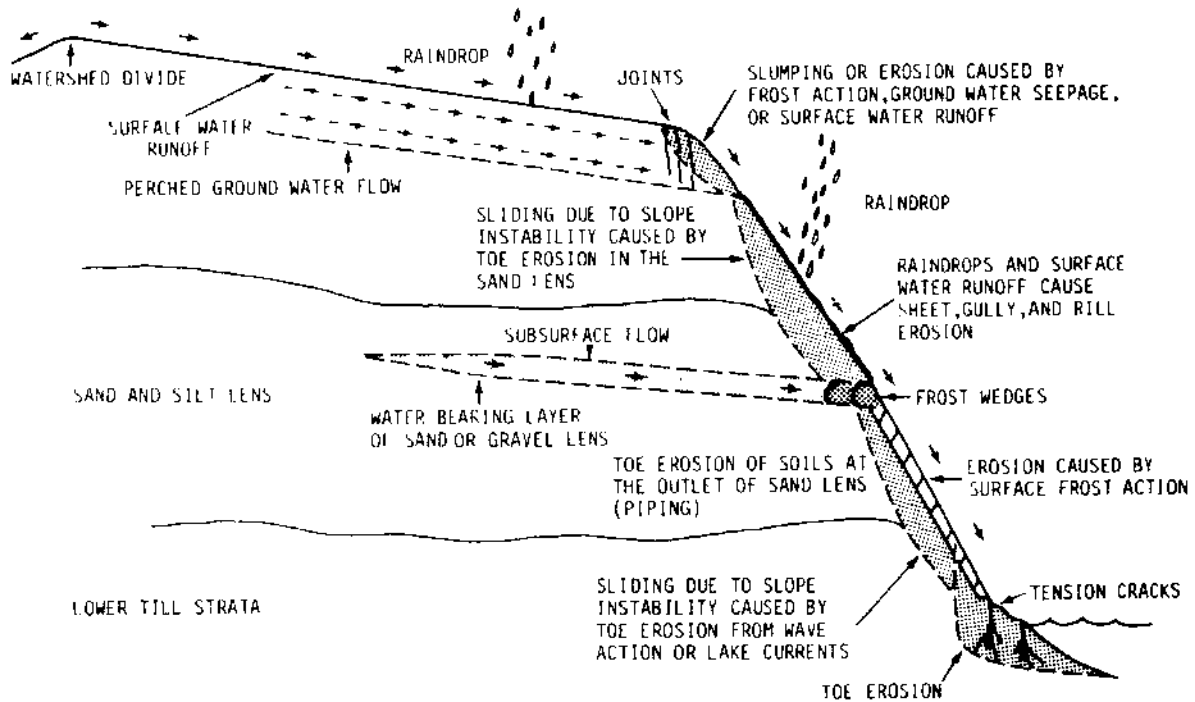 RAINDROP
JOINTS
SLUMPING OR EROSION CAUSED BY
FROST ACTION, GROUND WATER SEEPAGE,
OR SURFACE WATER RUNOFF
WATERSHED DIVIDE
SURFACE WATER
RUNOFF
PERCHED GROUND WATER FLOW
RAINDROP
SLIDING DUE TO SLOPE
INSTABILITY CAUSED BY
TOE EROSION IN THE
SAND LENS
RAINDROPS AND SURFACE
WATER RUNOFF CAUSE
SHEET, GULLY, AND RILL
EROSION
SUBSURFACE FLOW
SAND AND SILT LENS
FROST WEDGES
WATER BEARING LAYER
OF SAND OR GRAVEL LENS
TOE EROSION OF SOILS AT
THE OUTLET OF SAND LENS
(PIPING)
EROSION CAUSED BY
SURFACE FROST ACTION
SLIDING DUE TO SLOPE
INSTABILITY CAUSED BY
TOE EROSION FROM WAVE
ACTION OR LAKE CURRENTS
TENSION CRACKS
LOWER TILL STRATA
TOE EROSION